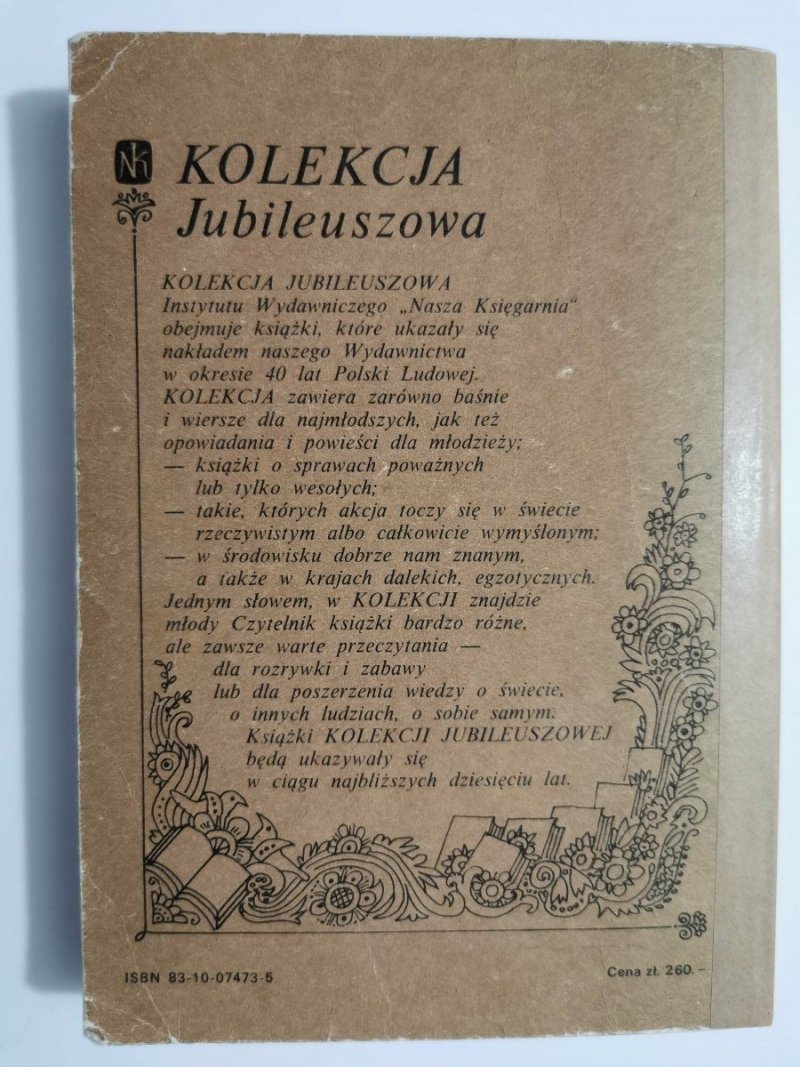 NK
KOLEKCJA
Jubileuszowa
KOLEKCJA JUBILEUSZOWA
Instytutu Wydawniczego „Nasza Księgarnia”
obejmuje książki, które ukazały się
nakładem naszego Wydawnictwa
w okresie 40 lat Polski Ludowej.
KOLEKCJA zawiera zarówno baśnie
i wiersze dla najmłodszych, jak też
opowiadania i powieści dla młodzieży;
— książki o sprawach poważnych
lub tylko wesołych;
— takie, których akcja toczy się w świecie
rzeczywistym albo całkowicie wymyślonym;
— w środowisku dobrze nam znanym,
a także w krajach dalekich, egzotycznych.
Jednym słowem, w KOLEKCJI znajdzie
młody Czytelnik książki bardzo różne,
ale zawsze warte przeczytania —
dla rozrywki i zabawy
lub dla poszerzenia wiedzy o świecie,
o innych ludziach, o sobie samym.
Książki KOLEKCJI JUBILEUSZOWEJ
będą ukazywały się
w ciągu najbliższych dziesięciu lat.
ISBN 83-10-07473-5
Cena zł. 260.–